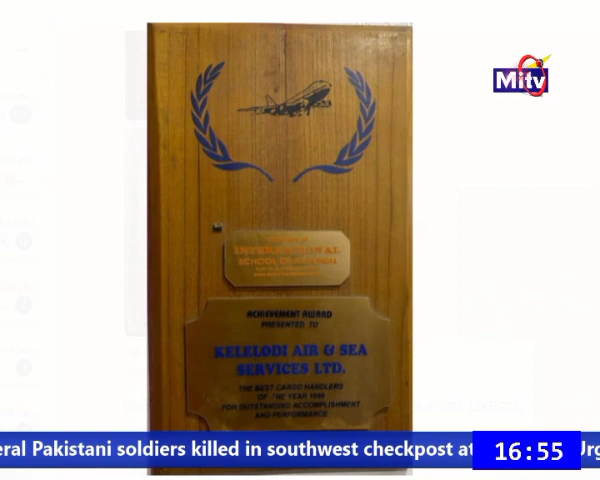 Mitv
INTERNATIONAL
SCHOOL OF AVIATION
ACHIEVEMENT AWARD
PRESENTED TO
KELELODI AIR & SEA
SERVICES LTD.
THE BEST CARGO HANDLERS
OF THE YEAR 1994
FOR OUTSTANDING ACCOMPLISHMENT
AND PERFORMANCE
eral Pakistani soldiers killed in southwest checkpost at
16:55
Urg